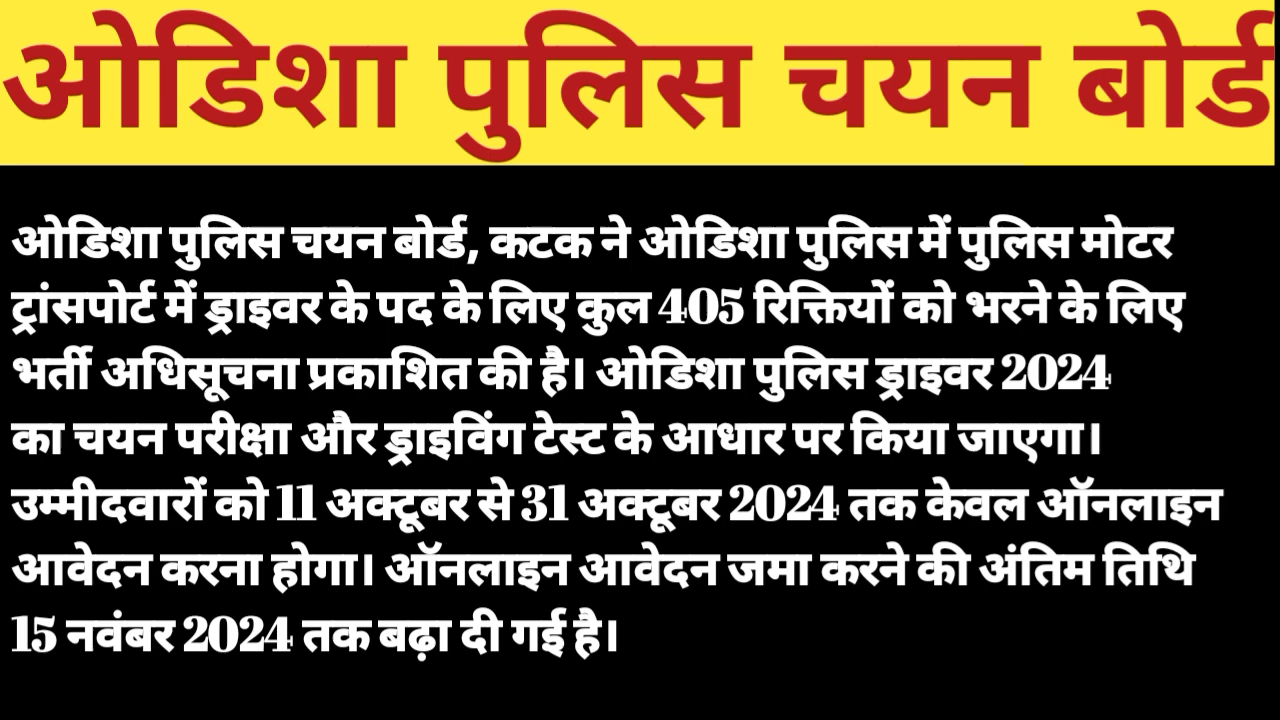 ओडिशा पुलिस चयन बोर्ड
ओडिशा पुलिस चयन बोर्ड, कटक ने ओडिशा पुलिस में पुलिस मोटर
ट्रांसपोर्ट में ड्राइवर के पद के लिए कुल 405 रिक्तियों को भरने के लिए
भर्ती अधिसूचना प्रकाशित की है। ओडिशा पुलिस ड्राइवर 2024
का चयन परीक्षा और ड्राइविंग टेस्ट के आधार पर किया जाएगा।
उम्मीदवारों को 11 अक्टूबर से 31 अक्टूबर 2024 तक केवल ऑनलाइन
आवेदन करना होगा। ऑनलाइन आवेदन जमा करने की अंतिम तिथि
15 नवंबर 2024 तक बढ़ा दी गई है।